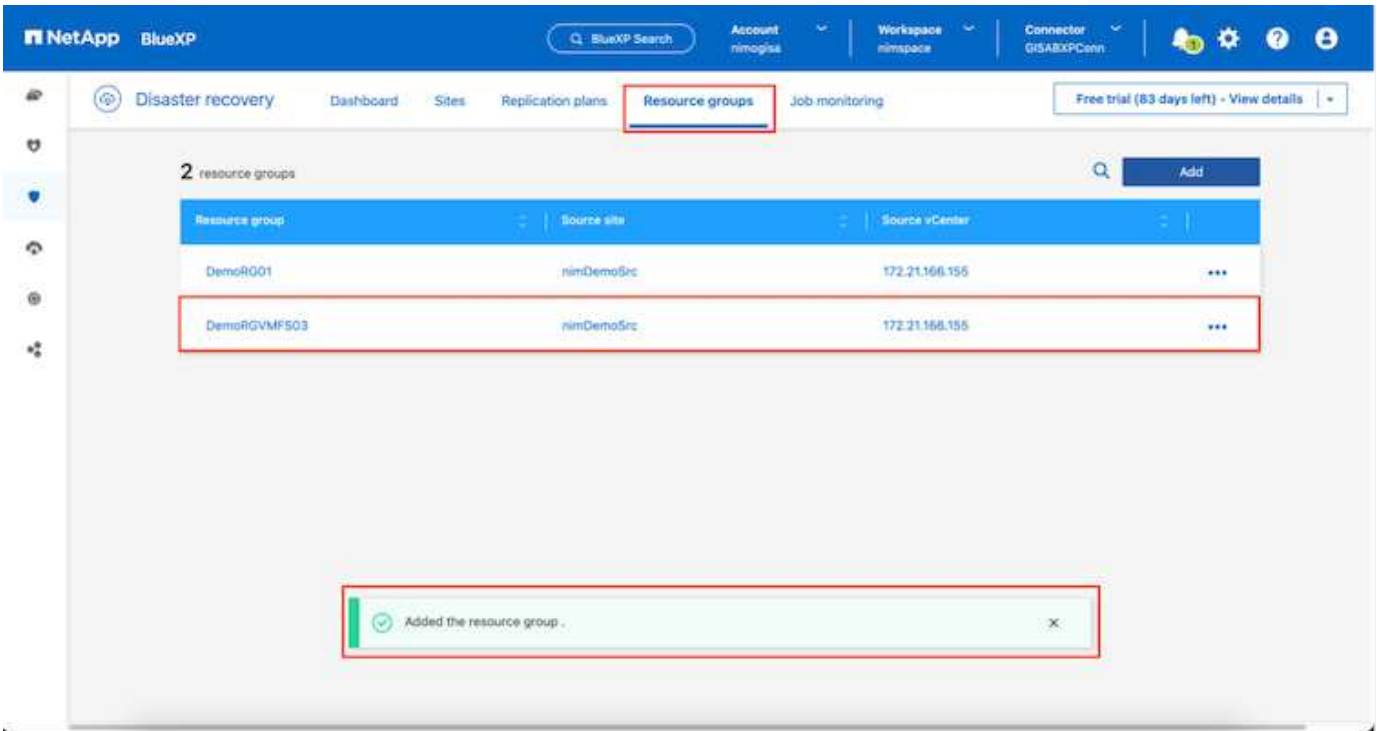 NetApp BlueXP
BlueXP Search
Account
nimogisa
Workspace
nimspace
Connector
GISABXPConn
Disaster recovery
Dashboard
Sites
Replication plans
Resource groups
Job monitoring
Free trial (83 days left) - View details
2 resource groups
Add
Resource group
Source site
Source vCenter
DemoRG01
nimDemoSrc
172.21.166.155
DemoRGVMFS03
nimDemoSrc
172.21.166.155
Added the resource group .